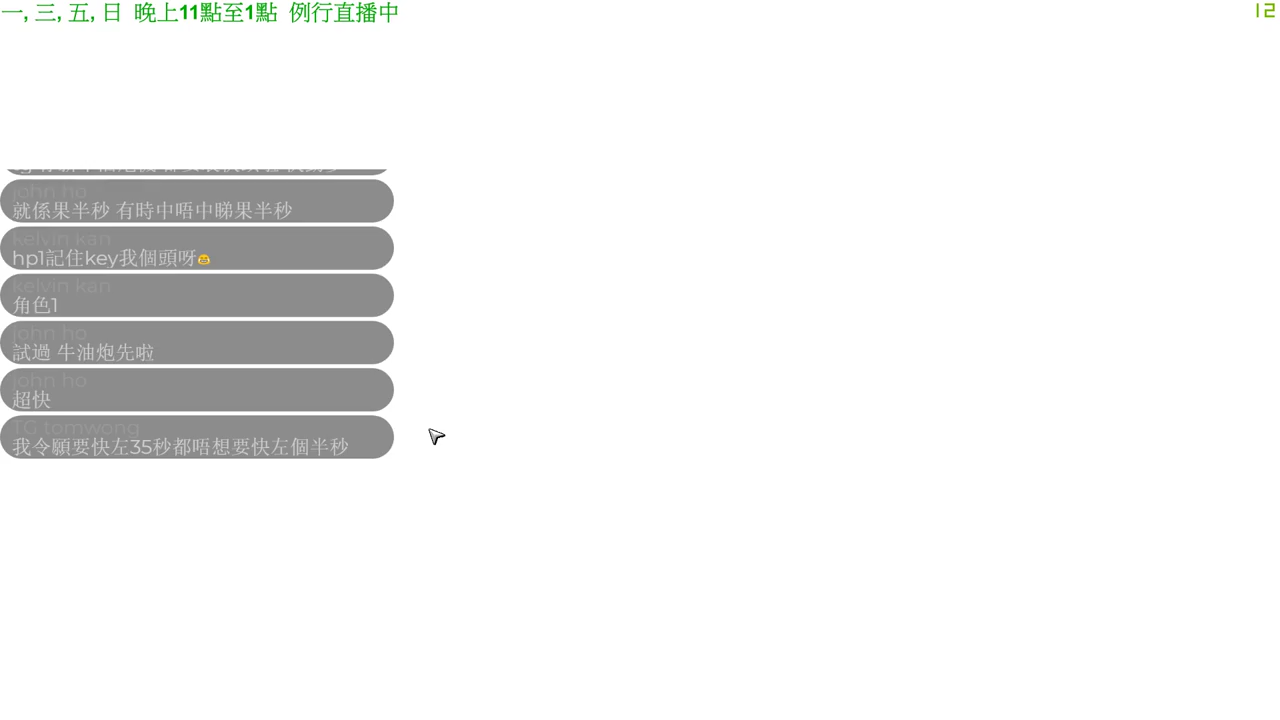 一, 三, 五, 日 晚上11點至1點 例行直播中
12
john ho
就係果半秒 有時中唔中睇果半秒
kelvin kan
hp1記住key我個頭呀😫
kelvin kan
角色1
john ho
試過 牛油炮先啦
john ho
超快
TG tomwong
我令願要快左35秒都唔想要快左個半秒